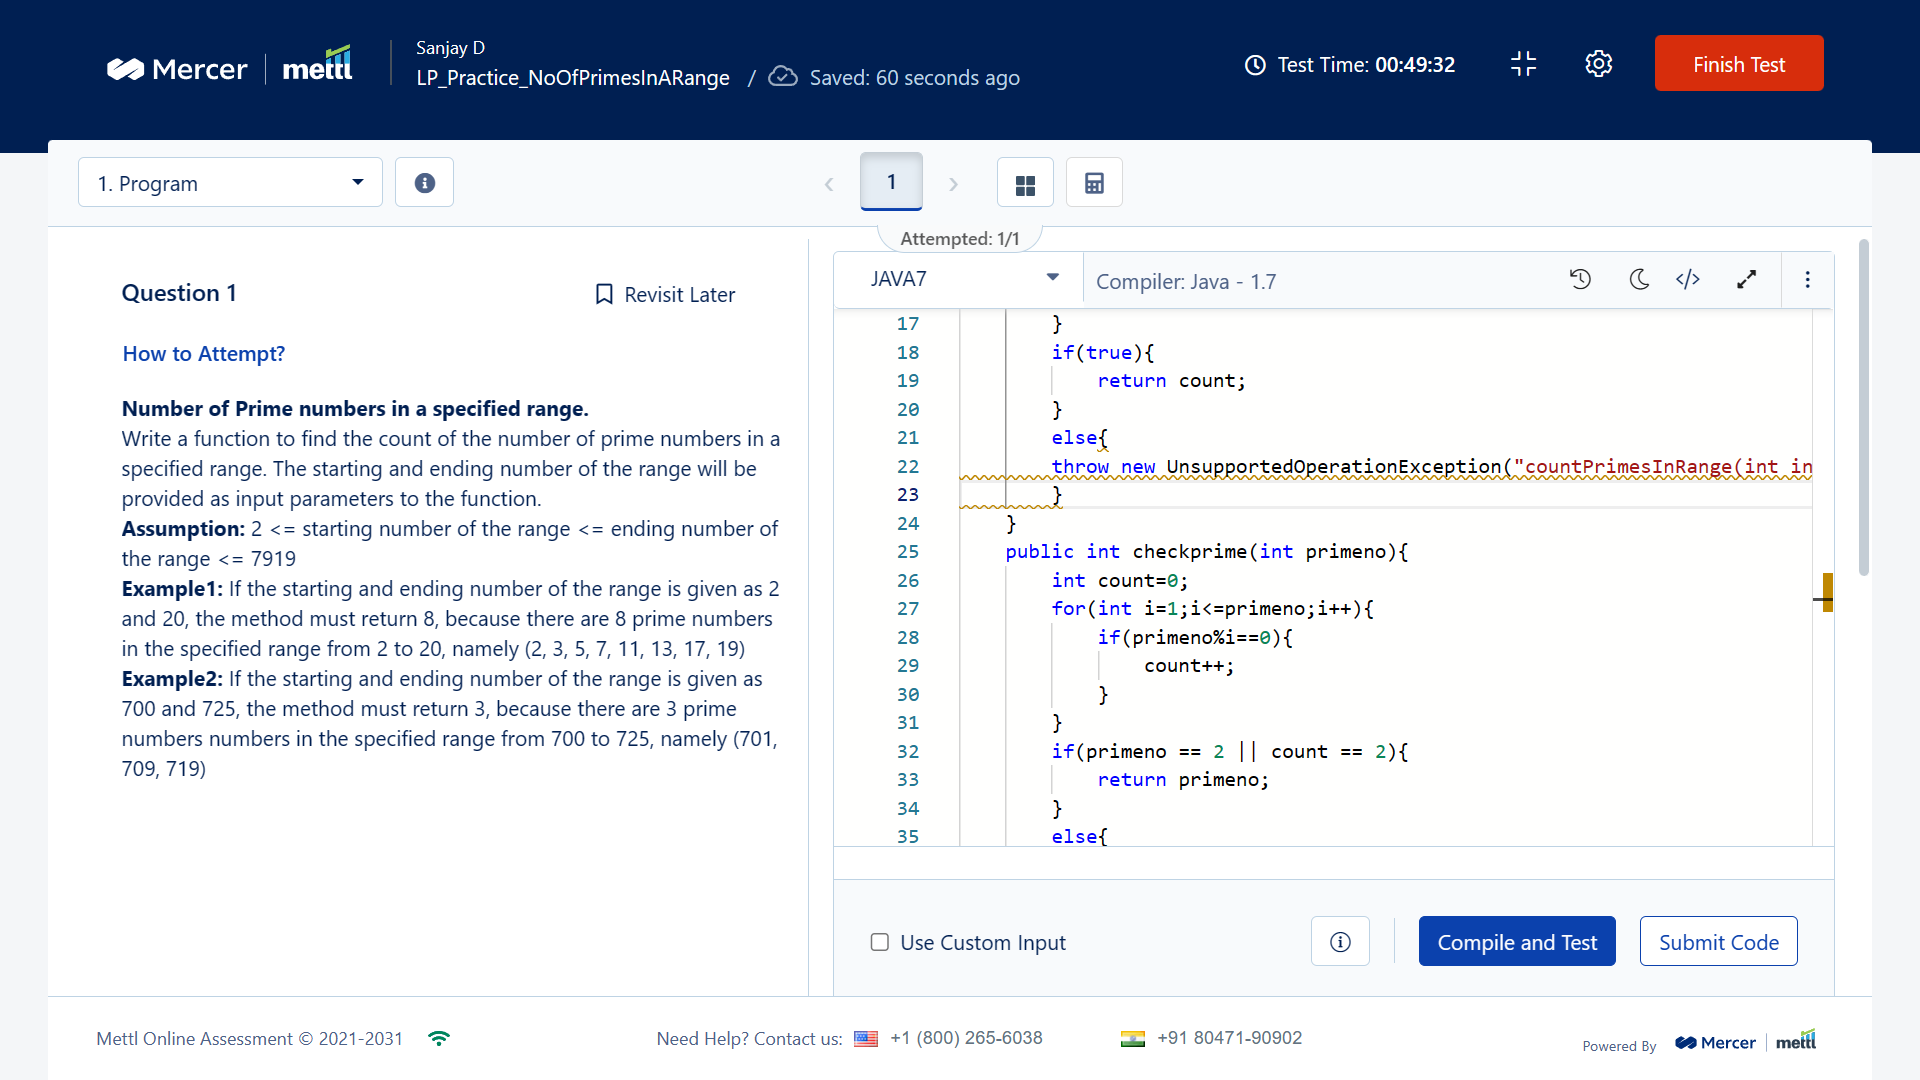 Mercer
mettl
Sanjay D
LP_Practice_NoOfPrimesInARange / Saved: 60 seconds ago
Test Time: 00:49:32
Finish Test
1. Program
1
Attempted: 1/1
Question 1
Revisit Later
How to Attempt?
Number of Prime numbers in a specified range.
Write a function to find the count of the number of prime numbers in a
specified range. The starting and ending number of the range will be
provided as input parameters to the function.
Assumption: 2 <= starting number of the range <= ending number of
the range <= 7919
Example1: If the starting and ending number of the range is given as 2
and 20, the method must return 8, because there are 8 prime numbers
in the specified range from 2 to 20, namely (2, 3, 5, 7, 11, 13, 17, 19)
Example2: If the starting and ending number of the range is given as
700 and 725, the method must return 3, because there are 3 prime
numbers numbers in the specified range from 700 to 725, namely (701,
709, 719)
JAVA7
Compiler: Java - 1.7
17 }
18 if(true){
19 return count;
20 }
21 else{
22 throw new UnsupportedOperationException("countPrimesInRange(int in
23 }
24 }
25 public int checkprime(int primeno){
26 int count=0;
27 for(int i=1;i<=primeno;i++){
28 if(primeno%i==0){
29 count++;
30 }
31 }
32 if(primeno == 2 || count == 2){
33 return primeno;
34 }
35 else{
Use Custom Input
Compile and Test
Submit Code
Mettl Online Assessment © 2021-2031
Need Help? Contact us: +1 (800) 265-6038
+91 80471-90902
Powered By
Mercer
mettl